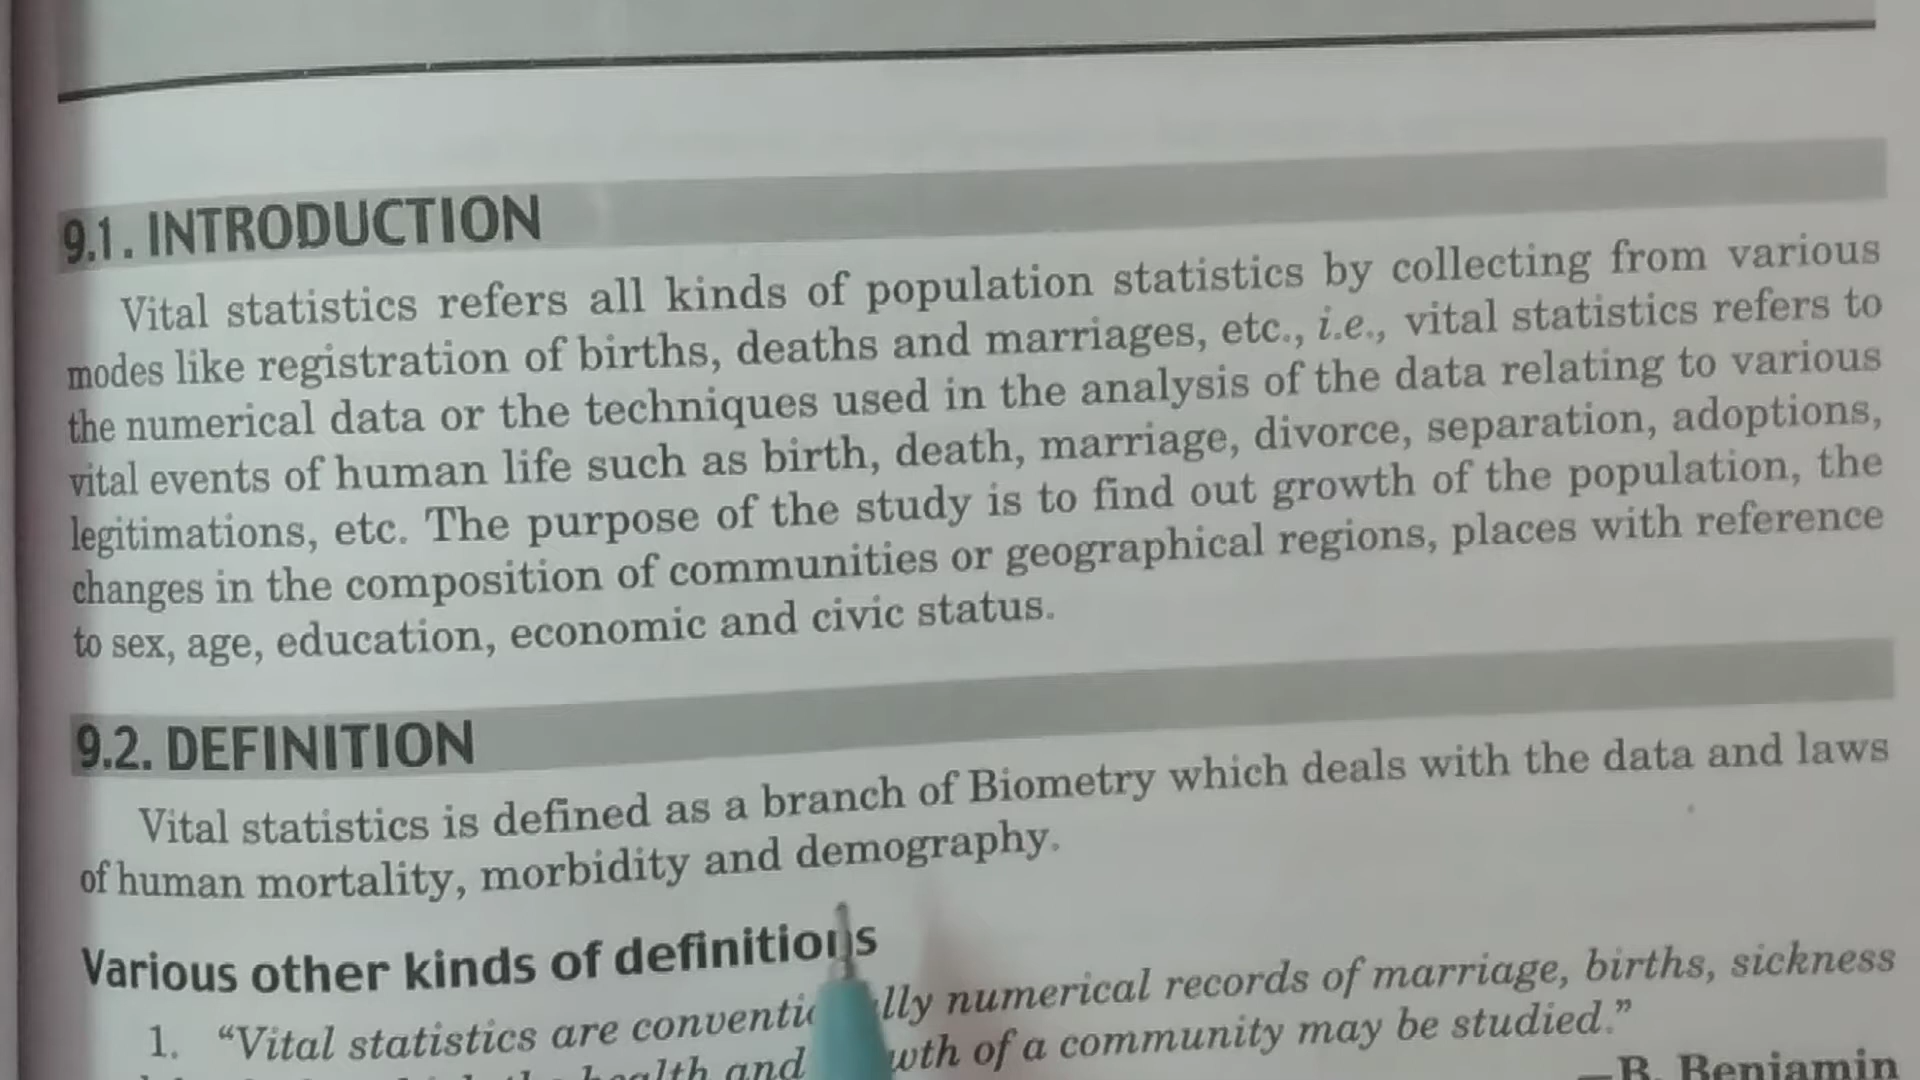 9.1. INTRODUCTION
Vital statistics refers all kinds of population statistics by collecting from various
modes like registration of births, deaths and marriages, etc., i.e., vital statistics refers to
the numerical data or the techniques used in the analysis of the data relating to various
vital events of human life such as birth, death, marriage, divorce, separation, adoptions,
legitimations, etc. The purpose of the study is to find out growth of the population, the
changes in the composition of communities or geographical regions, places with reference
to sex, age, education, economic and civic status.
9.2. DEFINITION
Vital statistics is defined as a branch of Biometry which deals with the data and laws
of human mortality, morbidity and demography.
Various other kinds of definitions
1. “Vital statistics are numerical records of marriage, births, sickness
health and of a community may be studied.”
—B. Benjamin